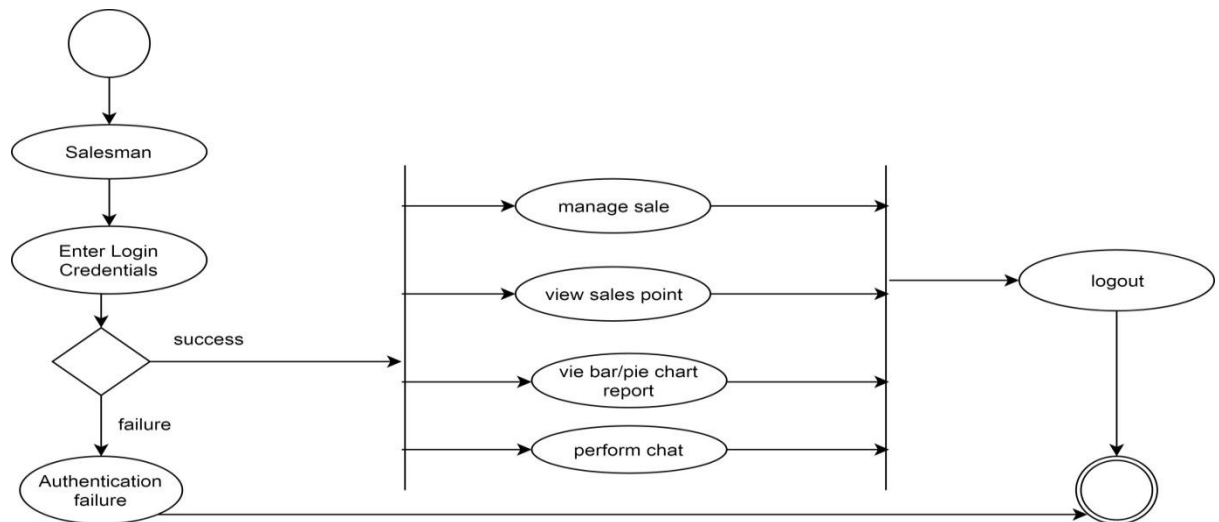 Salesman
Enter Login
Credentials
success
failure
Authentication
failure
manage sale
view sales point
vie bar/pie chart
report
perform chat
logout